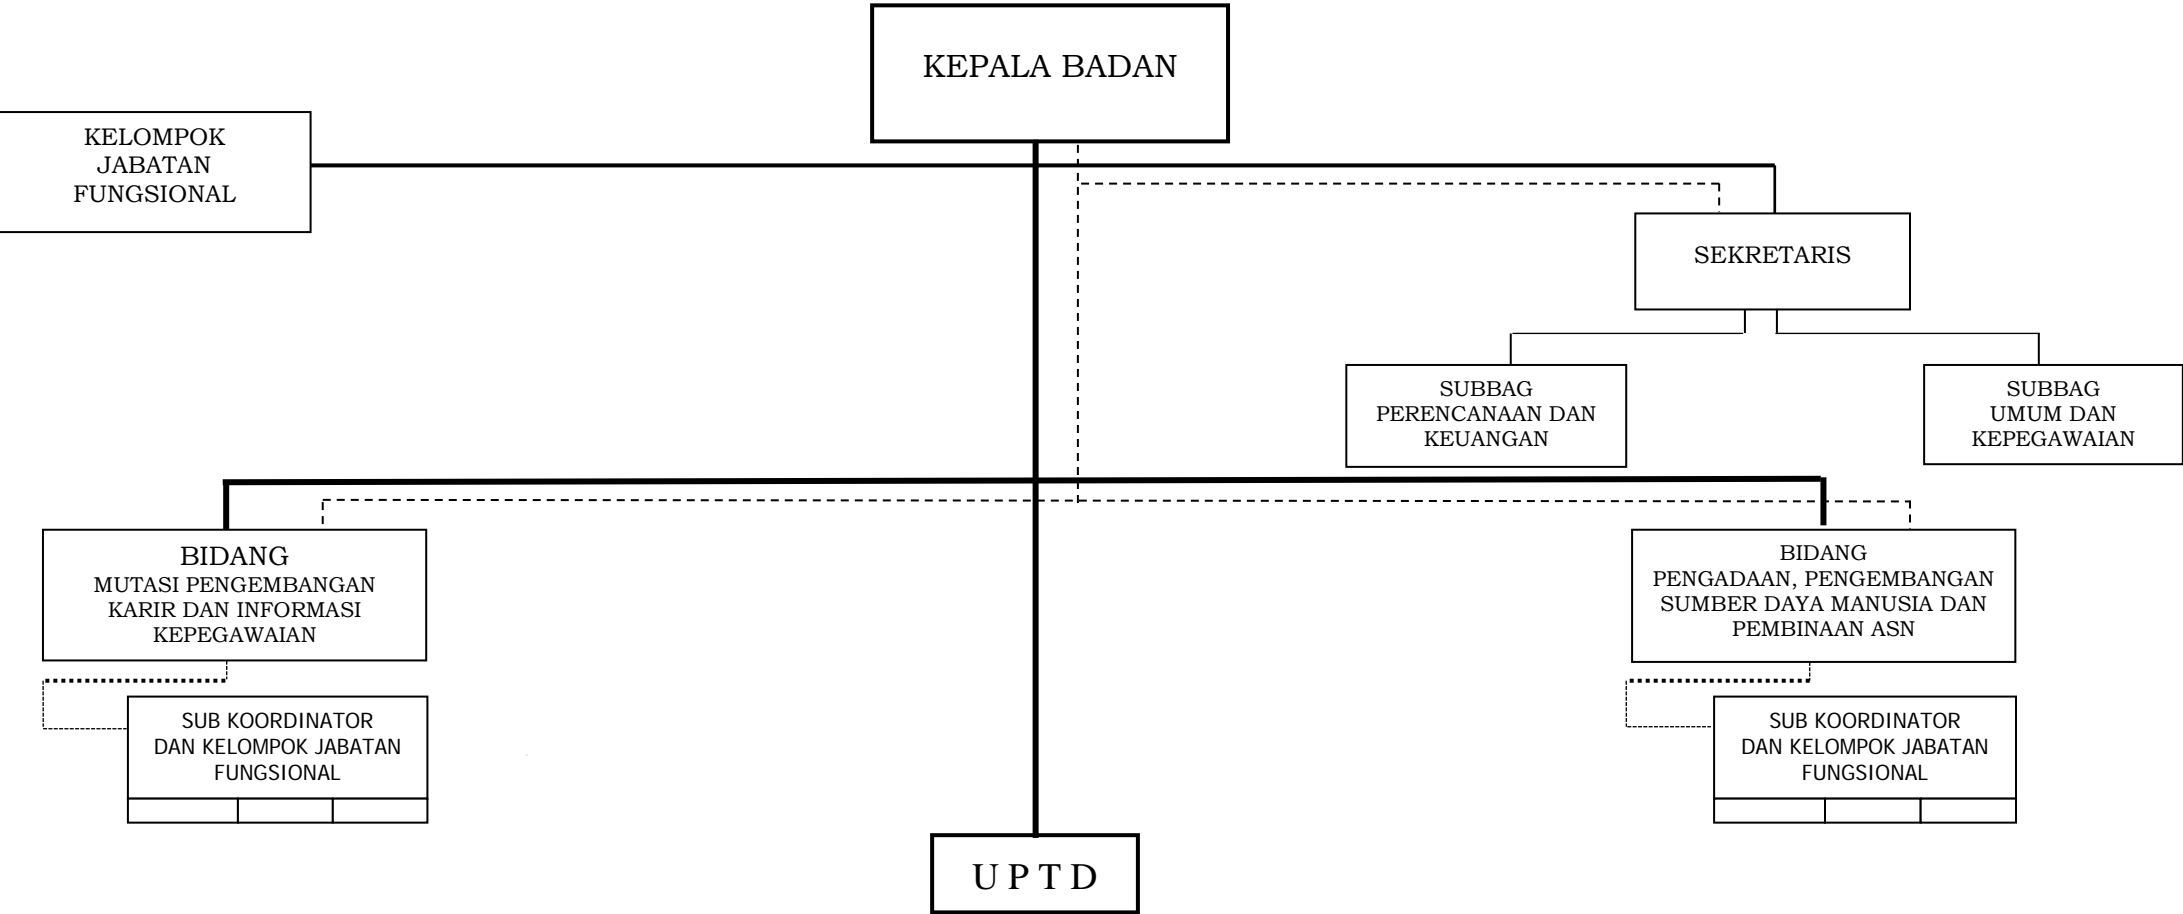 KEPALA BADAN
KELOMPOK
JABATAN
FUNGSIONAL
SEKRETARIS
SUBBAG
PERENCANAAN DAN
KEUANGAN
SUBBAG
UMUM DAN
KEPEGAWAIAN
BIDANG
MUTASI PENGEMBANGAN
KARIR DAN INFORMASI
KEPEGAWAIAN
BIDANG
PENGADAAN, PENGEMBANGAN
SUMBER DAYA MANUSIA DAN
PEMBINAAN ASN
SUB KOORDINATOR
DAN KELOMPOK JABATAN
FUNGSIONAL
SUB KOORDINATOR
DAN KELOMPOK JABATAN
FUNGSIONAL
U P T D